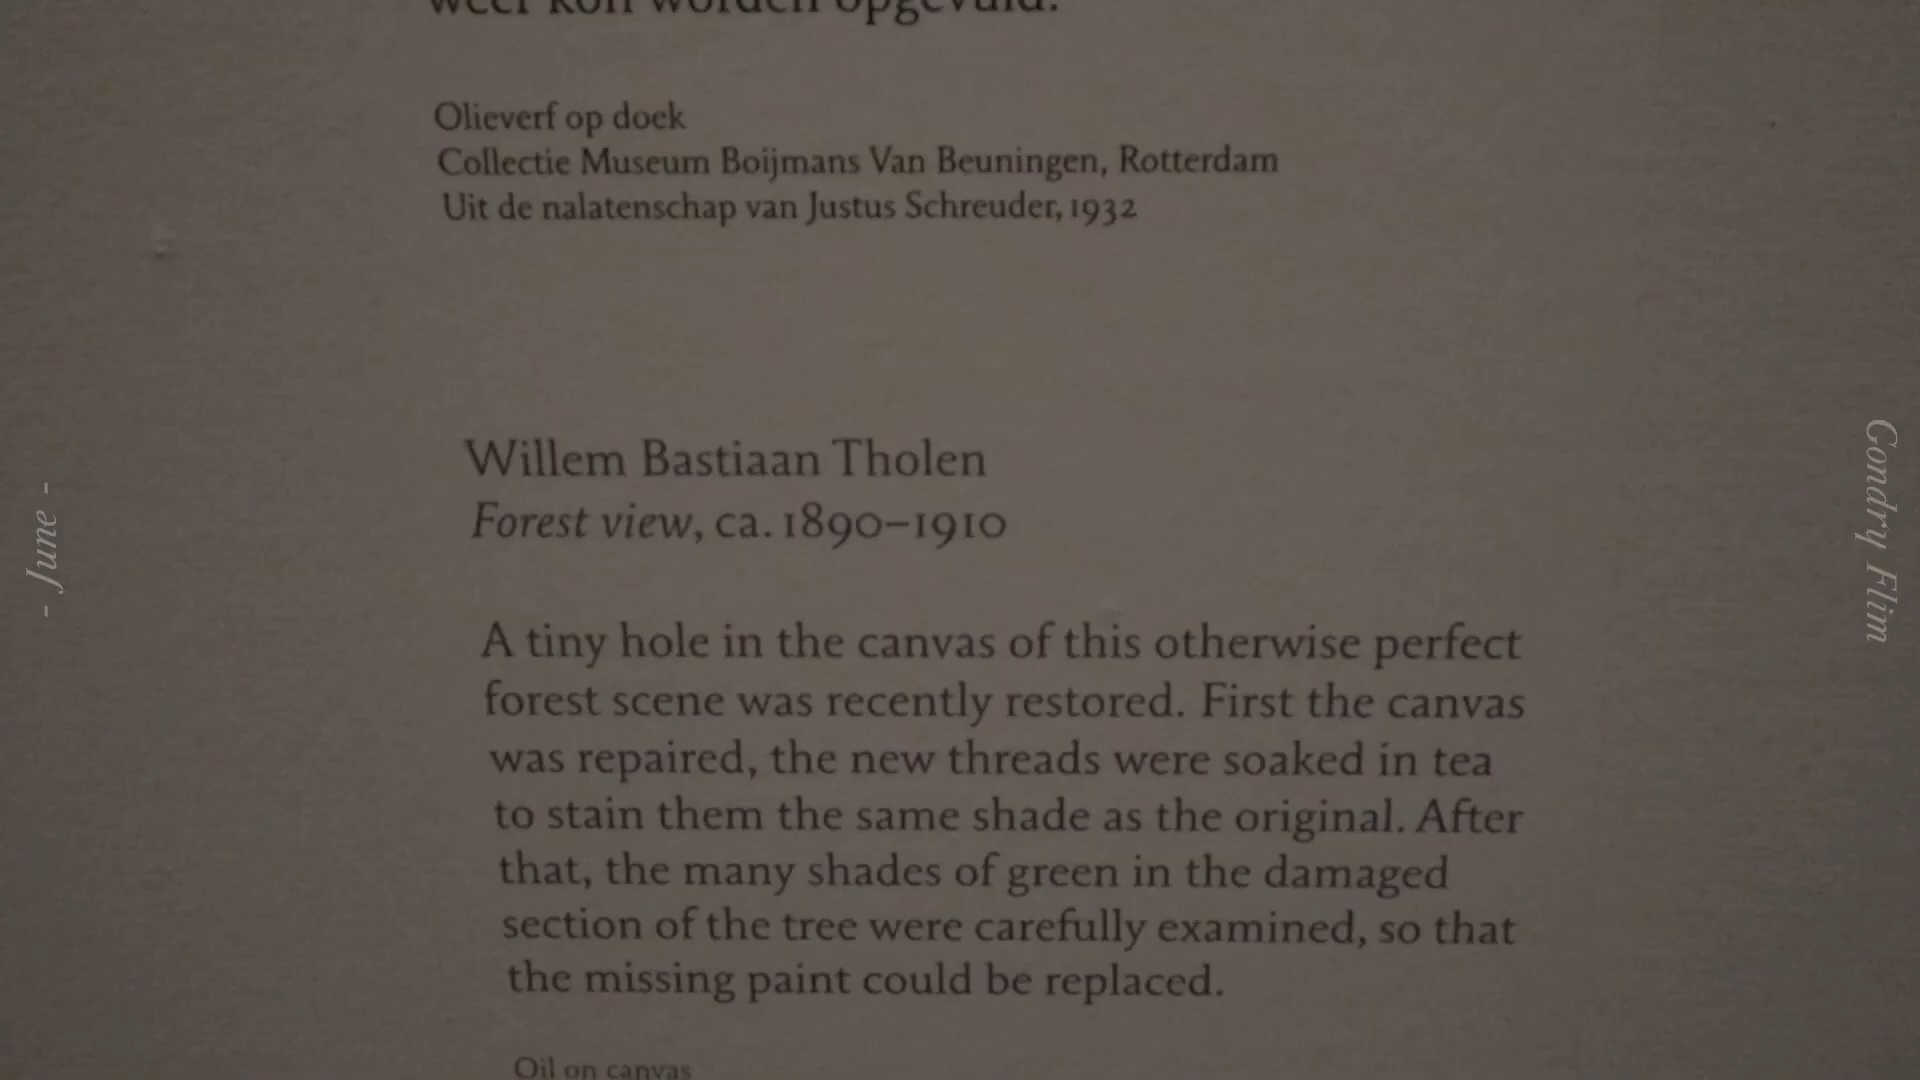 weer kon worden opgevuld.
Olieverf op doek
Collectie Museum Boijmans Van Beuningen, Rotterdam
Uit de nalatenschap van Justus Schreuder, 1932
Willem Bastiaan Tholen
Forest view, ca. 1890–1910
A tiny hole in the canvas of this otherwise perfect
forest scene was recently restored. First the canvas
was repaired, the new threads were soaked in tea
to stain them the same shade as the original. After
that, the many shades of green in the damaged
section of the tree were carefully examined, so that
the missing paint could be replaced.
Oil on canvas
- June -
Gondry Flim